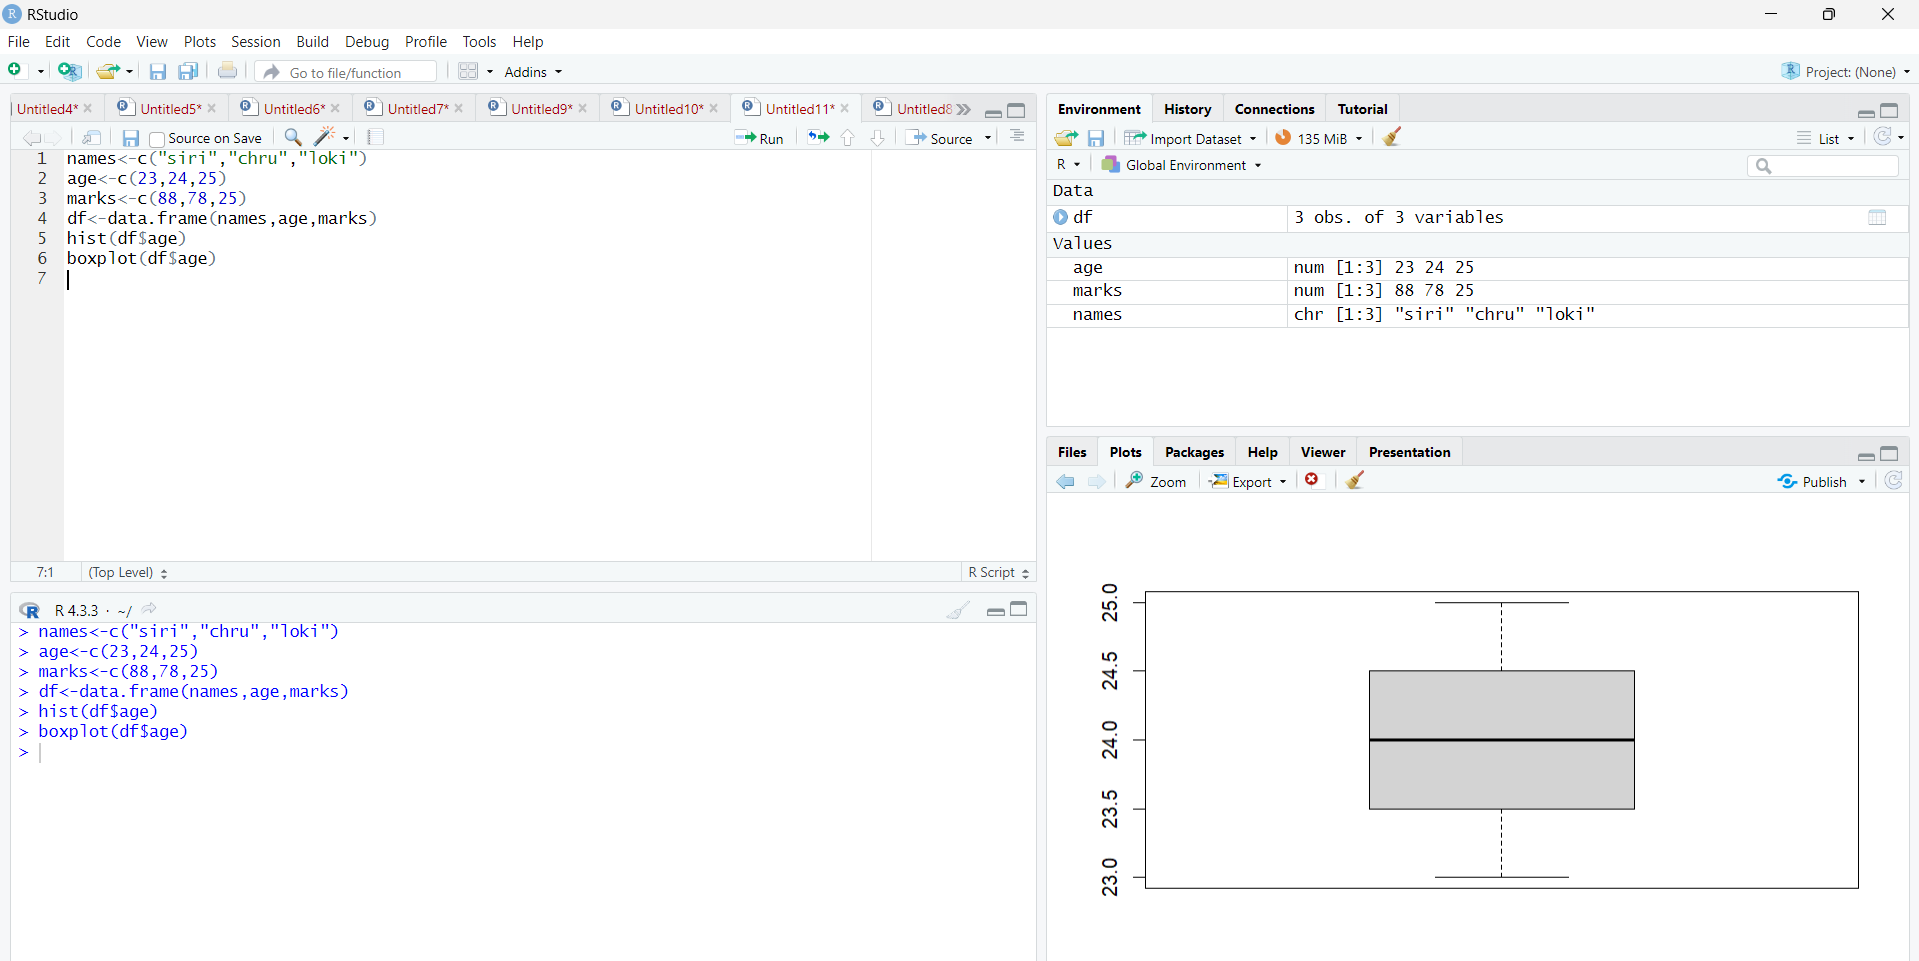 RStudio
File Edit Code View Plots Session Build Debug Profile Tools Help
Go to file/function Addins Project: (None)
Untitled4* Untitled5* Untitled6* Untitled7* Untitled9* Untitled10* Untitled11* Untitled8
Source on Save Run Source
1 names<-c("siri","chru","loki")
2 age<-c(23,24,25)
3 marks<-c(88,78,25)
4 df<-data.frame(names,age,marks)
5 hist(df$age)
6 boxplot(df$age)
7
7:1 (Top Level) R Script
R 4.3.3 · ~/
> names<-c("siri","chru","loki")
> age<-c(23,24,25)
> marks<-c(88,78,25)
> df<-data.frame(names,age,marks)
> hist(df$age)
> boxplot(df$age)
>
Environment History Connections Tutorial
Import Dataset 135 MiB List
R Global Environment
Data
df 3 obs. of 3 variables
Values
age num [1:3] 23 24 25
marks num [1:3] 88 78 25
names chr [1:3] "siri" "chru" "loki"
Files Plots Packages Help Viewer Presentation
Zoom Export Publish
25.0
24.5
24.0
23.5
23.0